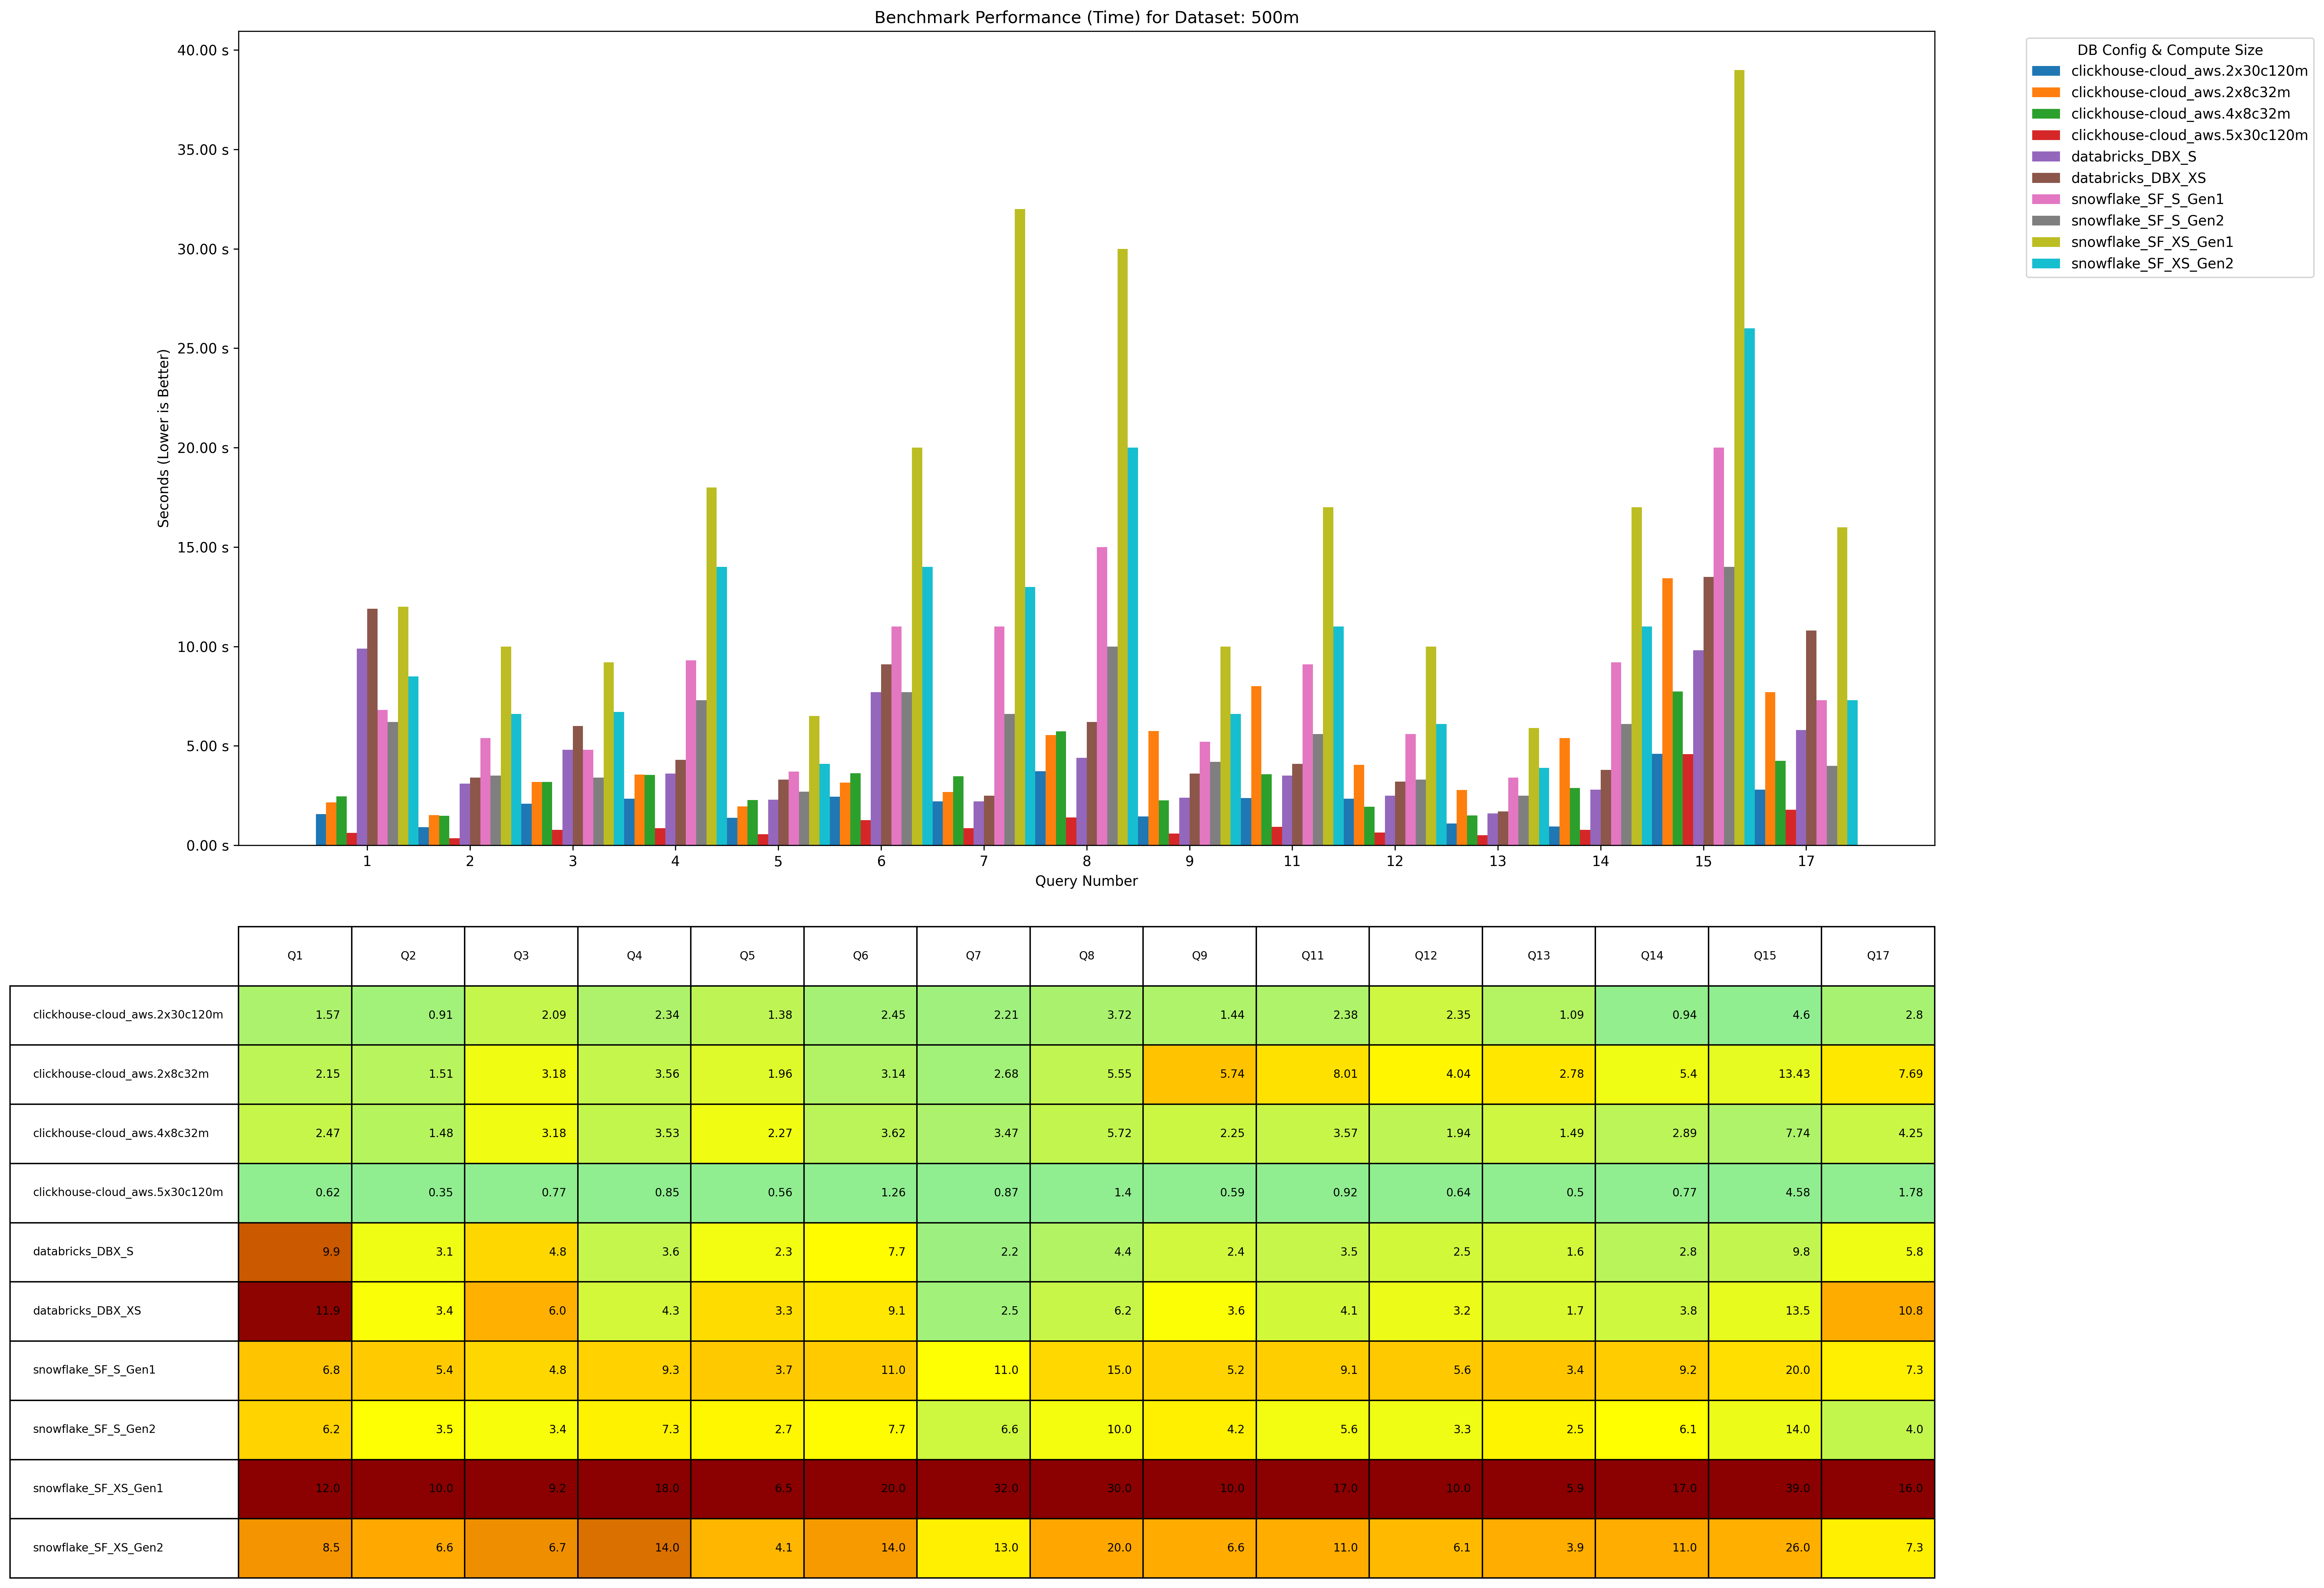 Benchmark Performance (Time) for Dataset: 500m
40.00 s
35.00 s
30.00 s
25.00 s
20.00 s
15.00 s
10.00 s
5.00 s
0.00 s
Seconds (Lower is Better)
1 2 3 4 5 6 7 8 9 11 12 13 14 15 17
Query Number
DB Config & Compute Size
clickhouse-cloud_aws.2x30c120m
clickhouse-cloud_aws.2x8c32m
clickhouse-cloud_aws.4x8c32m
clickhouse-cloud_aws.5x30c120m
databricks_DBX_S
databricks_DBX_XS
snowflake_SF_S_Gen1
snowflake_SF_S_Gen2
snowflake_SF_XS_Gen1
snowflake_SF_XS_Gen2
Q1 Q2 Q3 Q4 Q5 Q6 Q7 Q8 Q9 Q11 Q12 Q13 Q14 Q15 Q17
clickhouse-cloud_aws.2x30c120m 1.57 0.91 2.09 2.34 1.38 2.45 2.21 3.72 1.44 2.38 2.35 1.09 0.94 4.6 2.8
clickhouse-cloud_aws.2x8c32m 2.15 1.51 3.18 3.56 1.96 3.14 2.68 5.55 5.74 8.01 4.04 2.78 5.4 13.43 7.69
clickhouse-cloud_aws.4x8c32m 2.47 1.48 3.18 3.53 2.27 3.62 3.47 5.72 2.25 3.57 1.94 1.49 2.89 7.74 4.25
clickhouse-cloud_aws.5x30c120m 0.62 0.35 0.77 0.85 0.56 1.26 0.87 1.4 0.59 0.92 0.64 0.5 0.77 4.58 1.78
databricks_DBX_S 9.9 3.1 4.8 3.6 2.3 7.7 2.2 4.4 2.4 3.5 2.5 1.6 2.8 9.8 5.8
databricks_DBX_XS 11.9 3.4 6.0 4.3 3.3 9.1 2.5 6.2 3.6 4.1 3.2 1.7 3.8 13.5 10.8
snowflake_SF_S_Gen1 6.8 5.4 4.8 9.3 3.7 11.0 11.0 15.0 5.2 9.1 5.6 3.4 9.2 20.0 7.3
snowflake_SF_S_Gen2 6.2 3.5 3.4 7.3 2.7 7.7 6.6 10.0 4.2 5.6 3.3 2.5 6.1 14.0 4.0
snowflake_SF_XS_Gen1 12.0 10.0 9.2 18.0 6.5 20.0 32.0 30.0 10.0 17.0 10.0 5.9 17.0 39.0 16.0
snowflake_SF_XS_Gen2 8.5 6.6 6.7 14.0 4.1 14.0 13.0 20.0 6.6 11.0 6.1 3.9 11.0 26.0 7.3